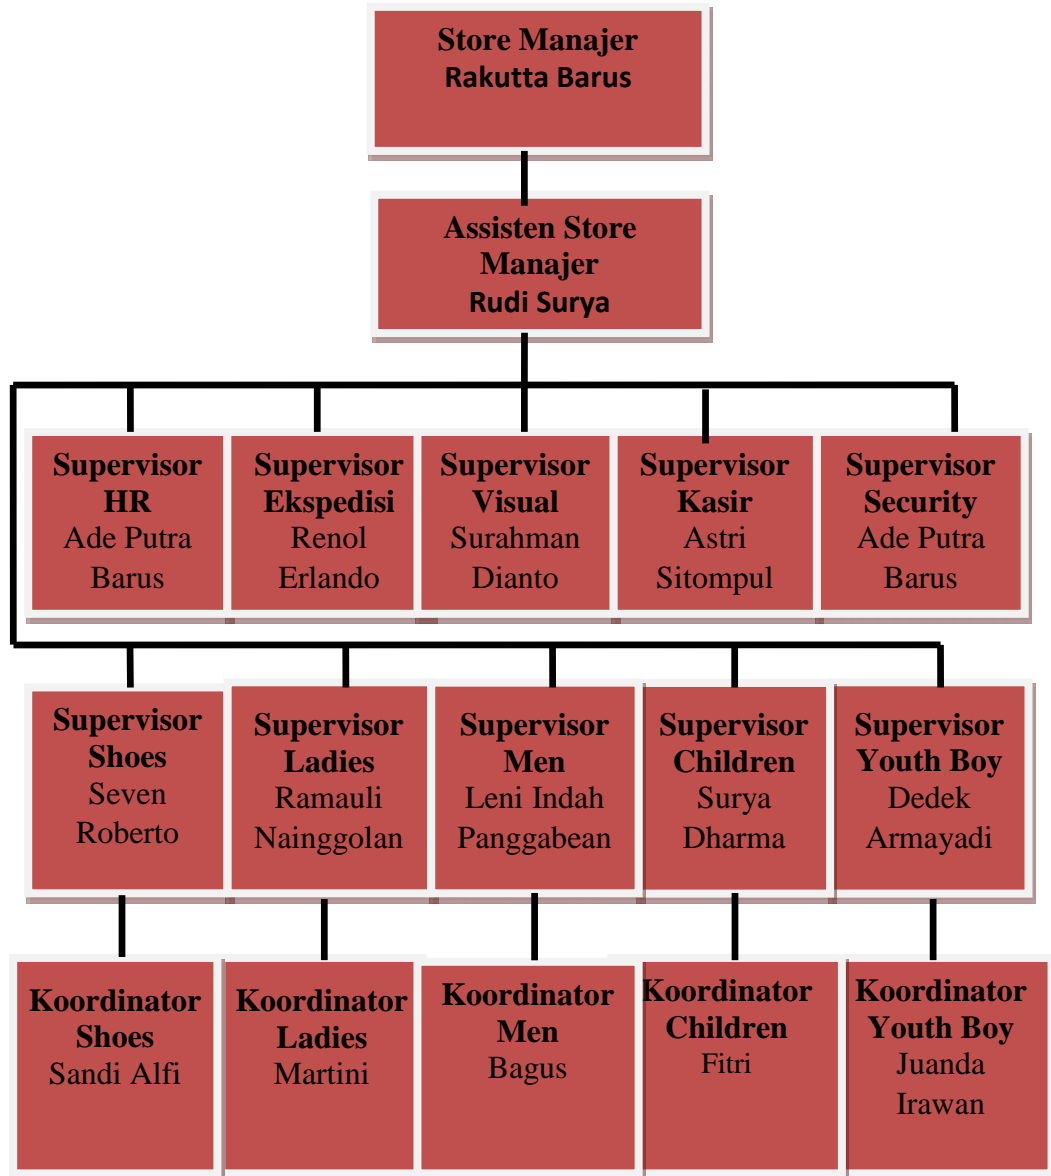 Store Manajer
Rakutta Barus
Assisten Store
Manajer
Rudi Surya
Supervisor
HR
Ade Putra
Barus
Supervisor
Ekspedisi
Renol
Erlando
Supervisor
Visual
Surahman
Dianto
Supervisor
Kasir
Astri
Sitompul
Supervisor
Security
Ade Putra
Barus
Supervisor
Shoes
Seven
Roberto
Supervisor
Ladies
Ramauli
Nainggolan
Supervisor
Men
Leni Indah
Panggabean
Supervisor
Children
Surya
Dharma
Supervisor
Youth Boy
Dedek
Armayadi
Koordinator
Shoes
Sandi Alfi
Koordinator
Ladies
Martini
Koordinator
Men
Bagus
Koordinator
Children
Fitri
Koordinator
Youth Boy
Juanda
Irawan